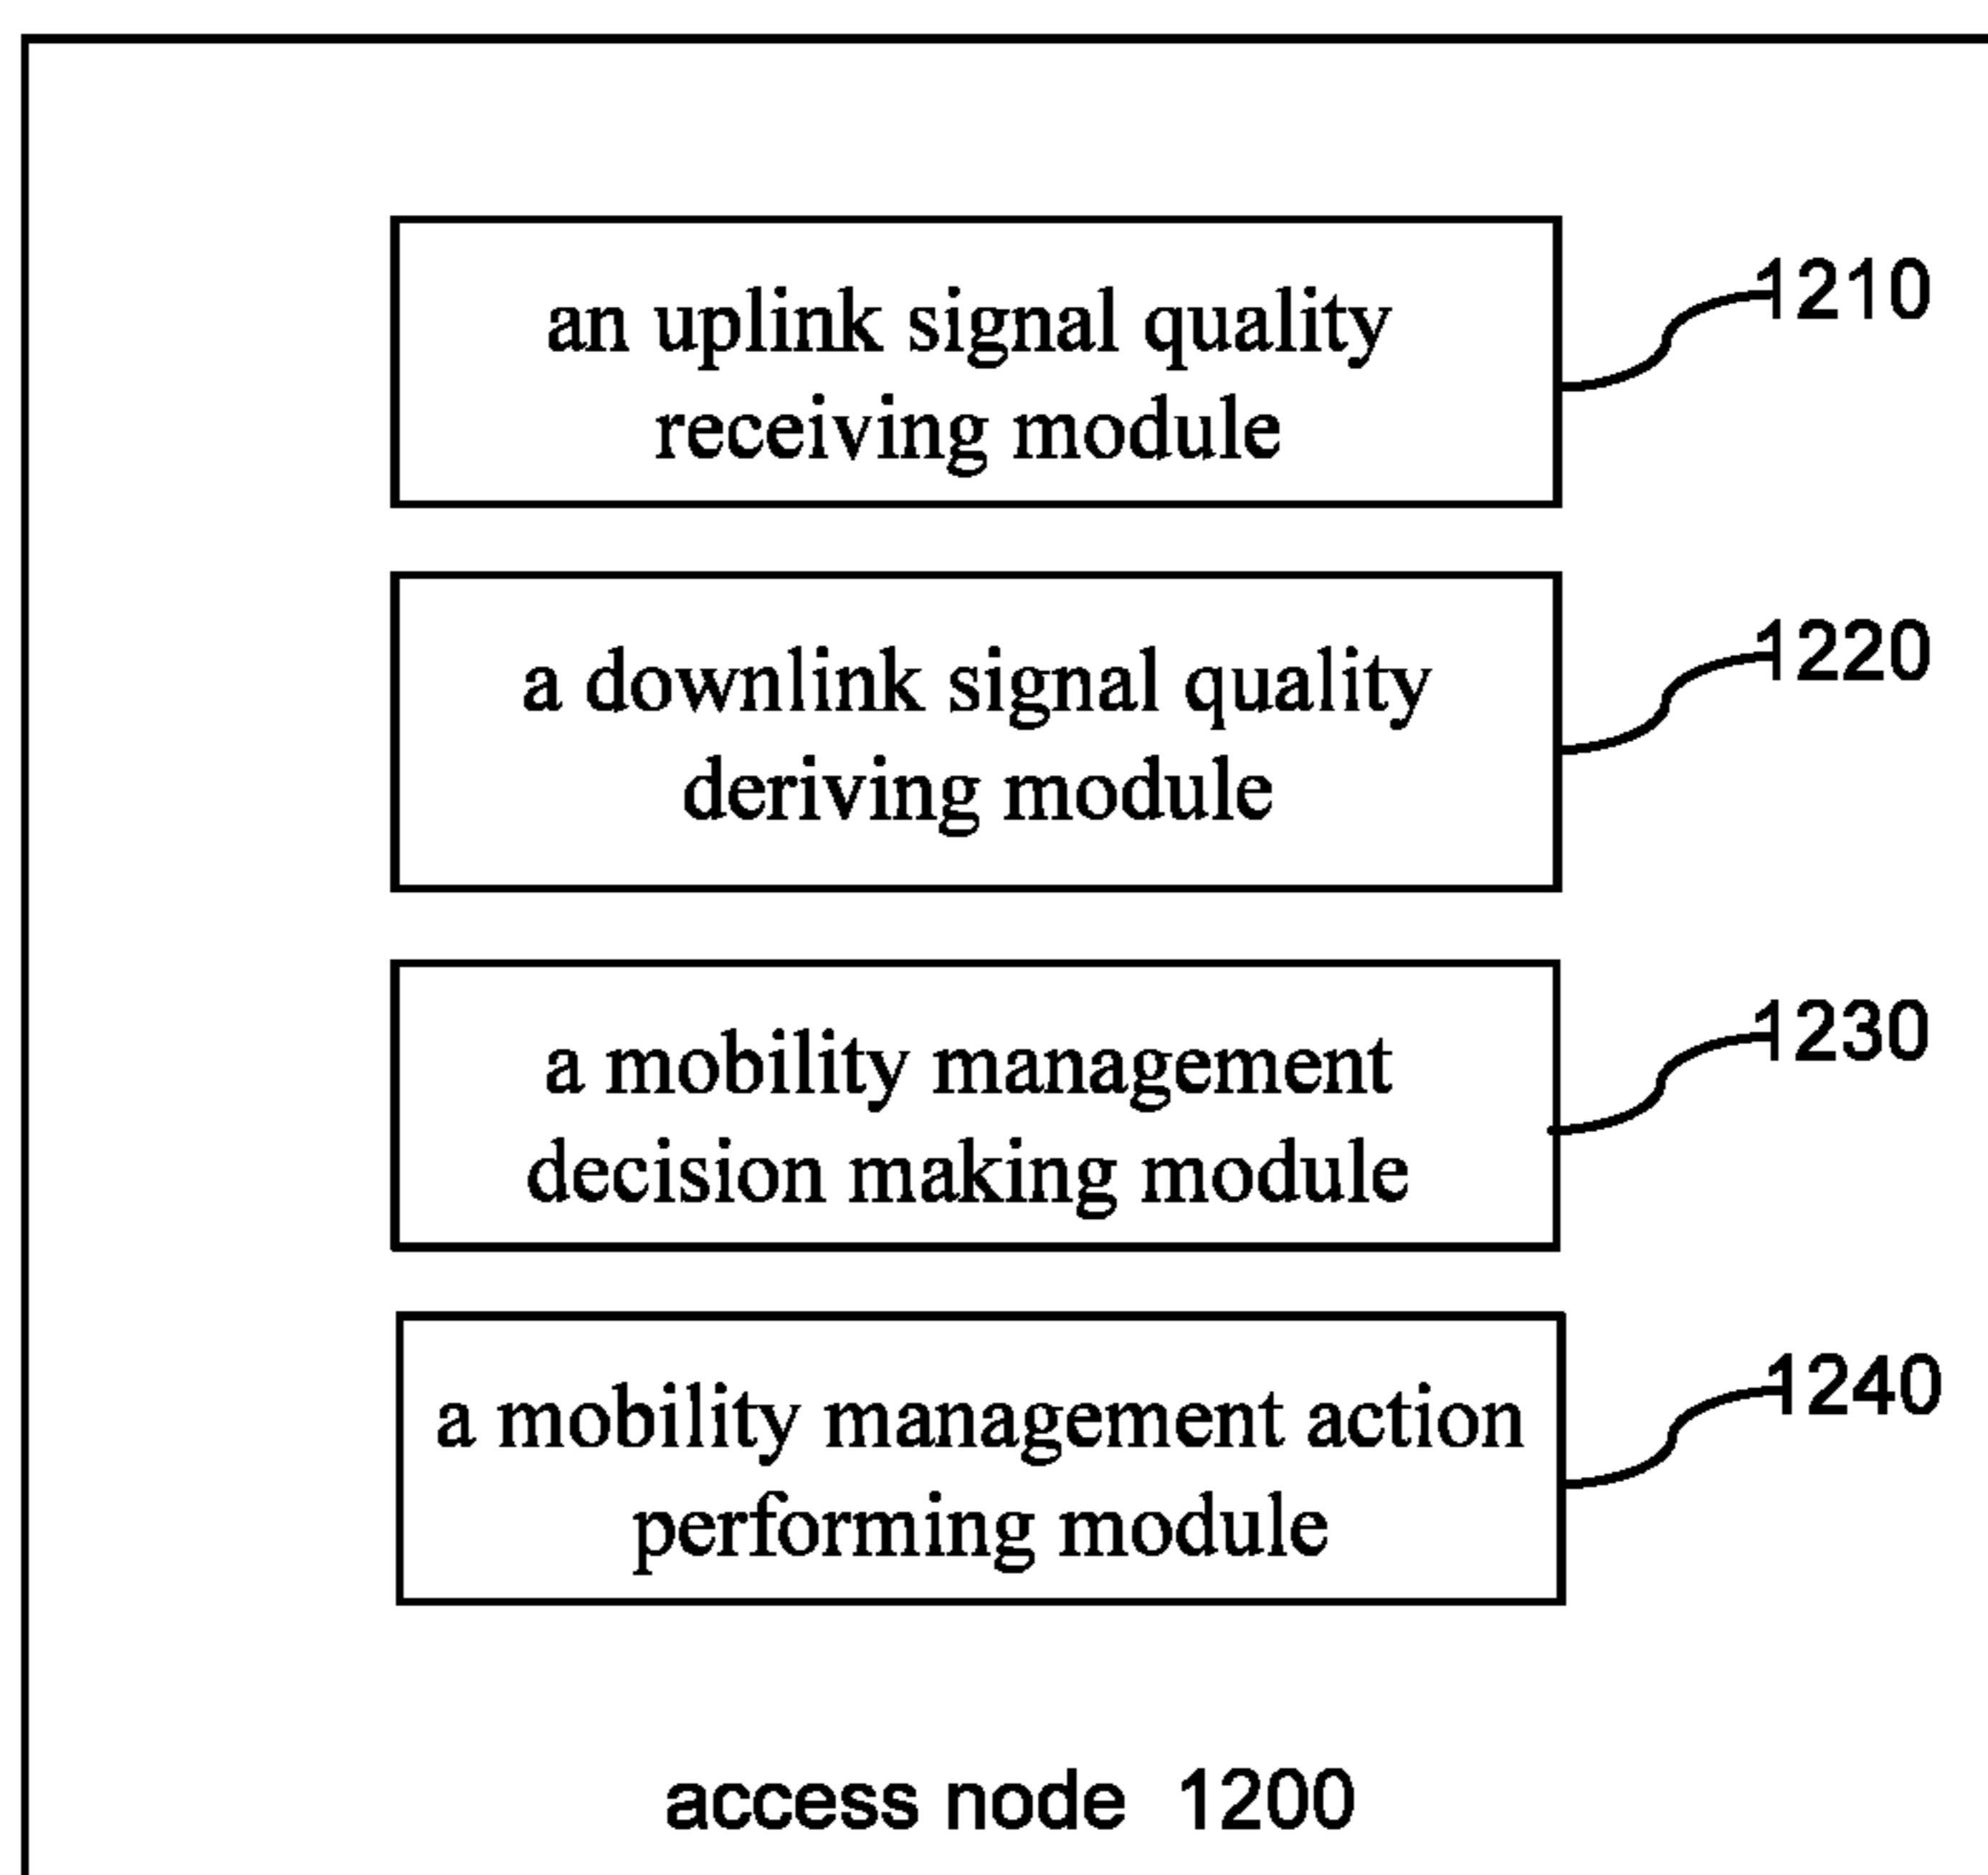 an uplink signal quality
receiving module
1210
a downlink signal quality
deriving module
1220
a mobility management
decision making module
1230
a mobility management action
performing module
1240
access node 1200